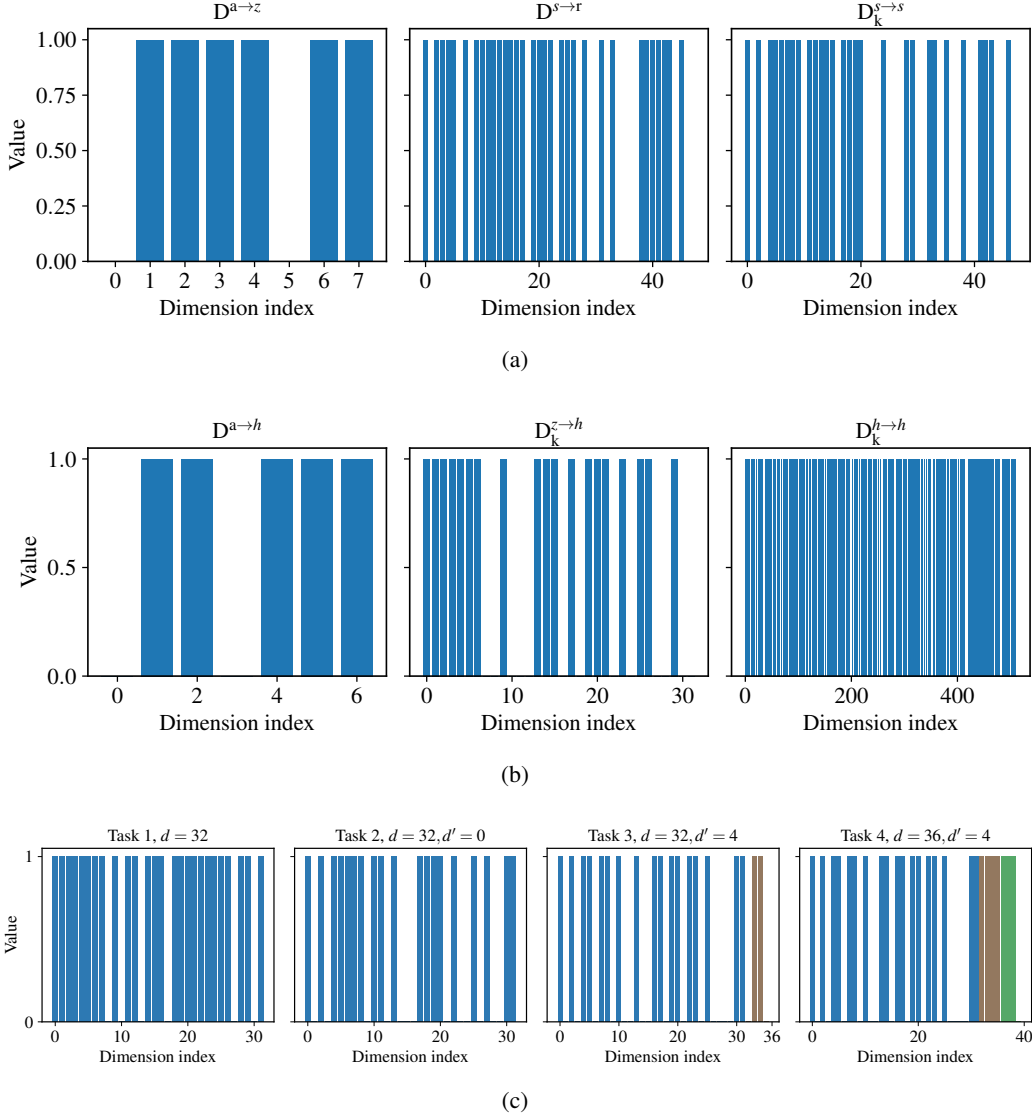 D^{a→z} D^{s→r} D_k^{s→s}
1.00
0.75
0.50
0.25
0.00
Value
0 1 2 3 4 5 6 7 0 20 40 0 20 40
Dimension index Dimension index Dimension index
(a)
D^{a→h} D_k^{z→h} D_k^{h→h}
1.0
0.5
0.0
Value
0 2 4 6 0 10 20 30 0 200 400
Dimension index Dimension index Dimension index
(b)
Task 1, d = 32 Task 2, d = 32, d′ = 0 Task 3, d = 32, d′ = 4 Task 4, d = 36, d′ = 4
1
0
Value
0 10 20 30 0 10 20 30 0 10 20 30 36 0 20 40
Dimension index Dimension index Dimension index Dimension index
(c)